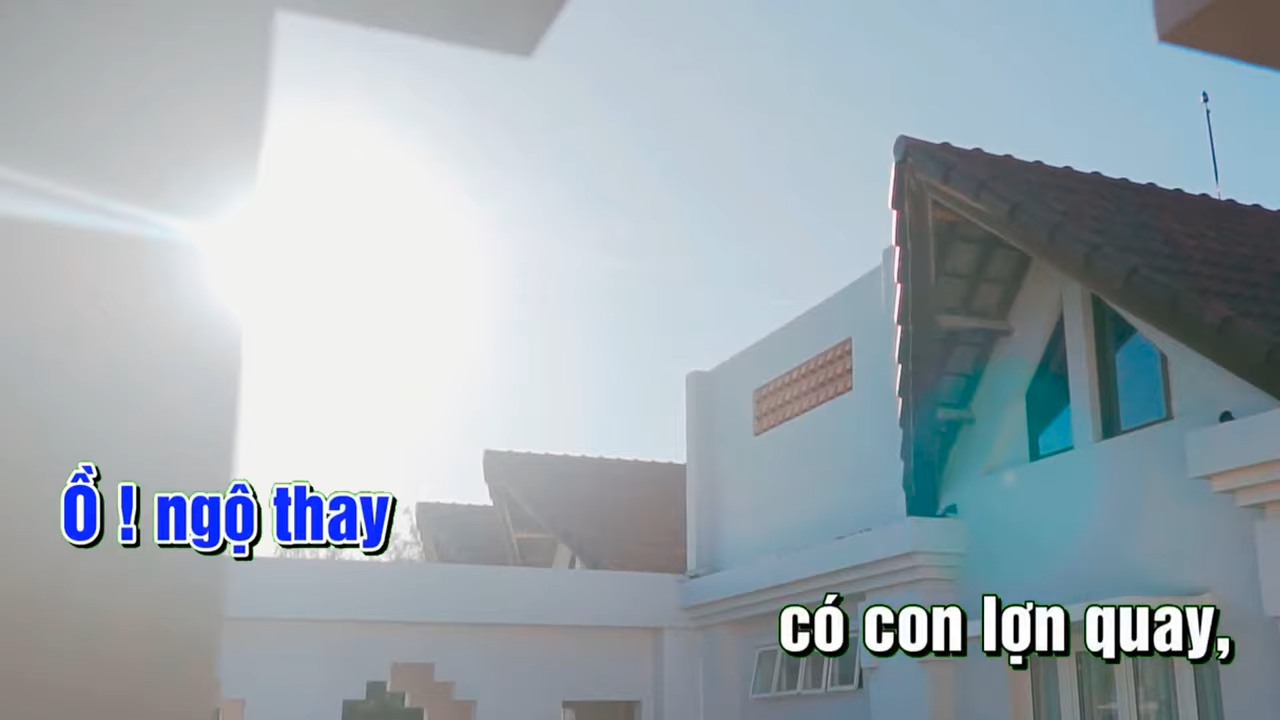 Ồ ! ngộ thay
có con lợn quay,